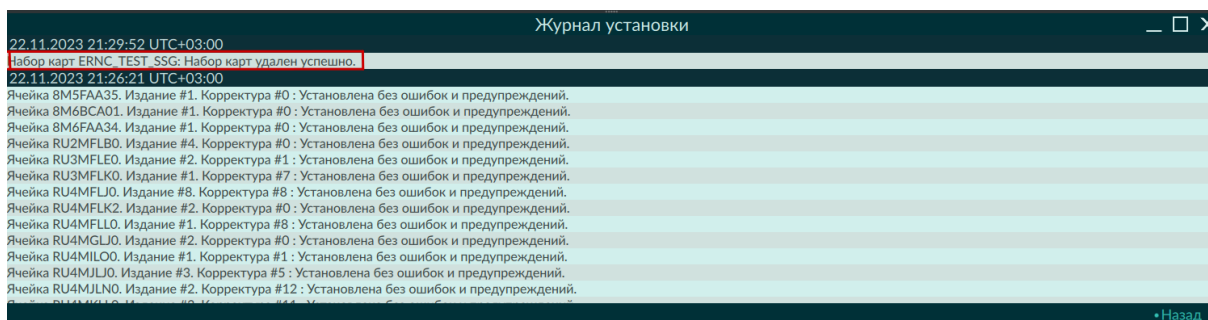 Журнал установки
22.11.2023 21:29:52 UTC+03:00
Набор карт ERNC_TEST_SSG: Набор карт удален успешно.
22.11.2023 21:26:21 UTC+03:00
Ячейка 8M5FAA35. Издание #1. Корректура #0 : Установлена без ошибок и предупреждений.
Ячейка 8M6BCA01. Издание #1. Корректура #0 : Установлена без ошибок и предупреждений.
Ячейка 8M6FAA34. Издание #1. Корректура #0 : Установлена без ошибок и предупреждений.
Ячейка RU2MFLB0. Издание #4. Корректура #0 : Установлена без ошибок и предупреждений.
Ячейка RU3MFLE0. Издание #2. Корректура #1 : Установлена без ошибок и предупреждений.
Ячейка RU3MFLK0. Издание #1. Корректура #7 : Установлена без ошибок и предупреждений.
Ячейка RU4MFLJ0. Издание #8. Корректура #8 : Установлена без ошибок и предупреждений.
Ячейка RU4MFLK2. Издание #2. Корректура #0 : Установлена без ошибок и предупреждений.
Ячейка RU4MFLL0. Издание #1. Корректура #8 : Установлена без ошибок и предупреждений.
Ячейка RU4MGLJ0. Издание #2. Корректура #0 : Установлена без ошибок и предупреждений.
Ячейка RU4MILO0. Издание #1. Корректура #1 : Установлена без ошибок и предупреждений.
Ячейка RU4MJLJ0. Издание #3. Корректура #5 : Установлена без ошибок и предупреждений.
Ячейка RU4MJLN0. Издание #2. Корректура #12 : Установлена без ошибок и предупреждений.
•Назад